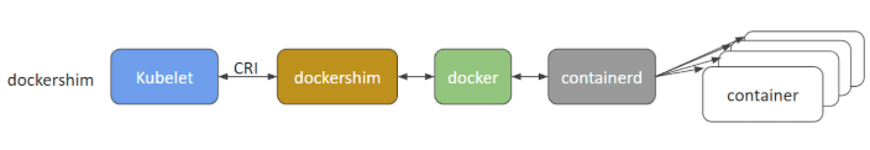 dockershim
Kubelet
CRI
dockershim
docker
containerd
container